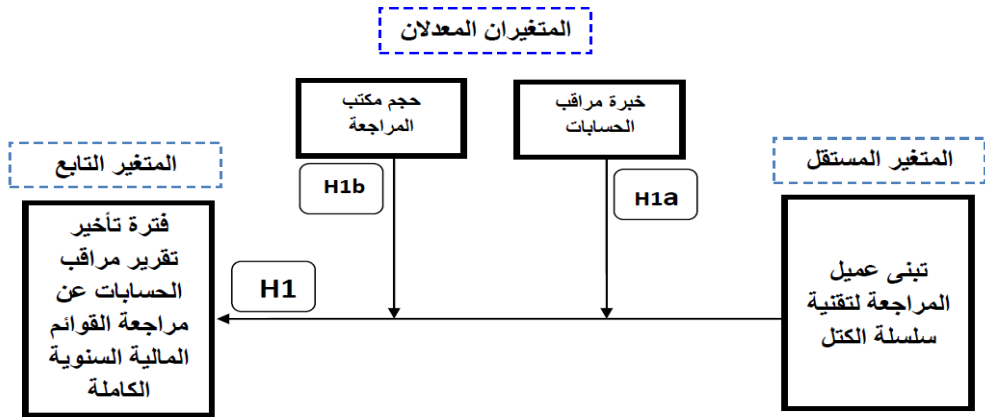 المتغيران المعدلان
خبرة مراقب
الحسابات
حجم مكتب
المراجعة
المتغير المستقل
المتغير التابع
H1a
H1b
تبنى عميل
المراجعة لتقنية
سلسلة الكتل
H1
فترة تأخير
تقرير مراقب
الحسابات عن
مراجعة القوائم
المالية السنوية
الكاملة